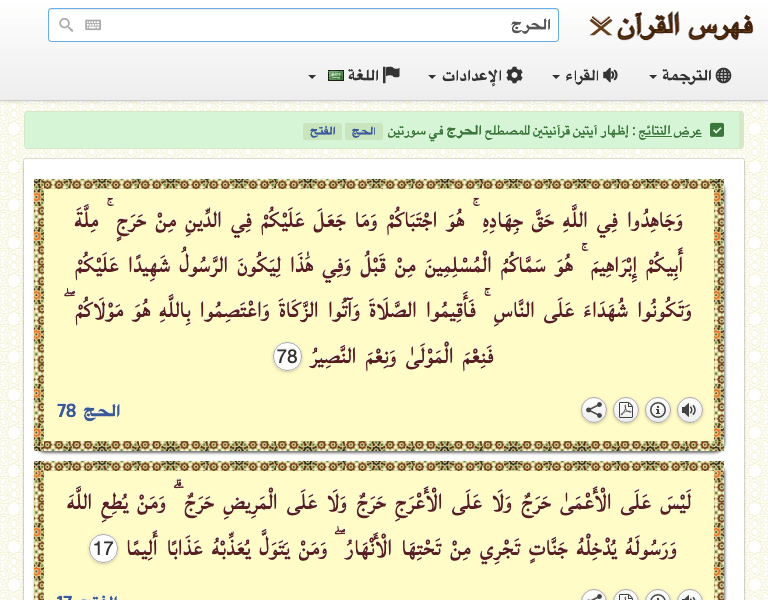 فهرس القرآن
الحرج
الترجمة القراء الإعدادات اللغة
عرض النتائج : إظهار آيتين قرآنيتين للمصطلح الحرج في سورتين الحج الفتح
وَجَاهِدُوا فِي اللَّهِ حَقَّ جِهَادِهِ ۚ هُوَ اجْتَبَاكُمْ وَمَا جَعَلَ عَلَيْكُمْ فِي الدِّينِ مِنْ حَرَجٍ ۚ مِلَّةَ
أَبِيكُمْ إِبْرَاهِيمَ ۚ هُوَ سَمَّاكُمُ الْمُسْلِمِينَ مِنْ قَبْلُ وَفِي هَٰذَا لِيَكُونَ الرَّسُولُ شَهِيدًا عَلَيْكُمْ
وَتَكُونُوا شُهَدَاءَ عَلَى النَّاسِ ۚ فَأَقِيمُوا الصَّلَاةَ وَآتُوا الزَّكَاةَ وَاعْتَصِمُوا بِاللَّهِ هُوَ مَوْلَاكُمْ ۖ
فَنِعْمَ الْمَوْلَىٰ وَنِعْمَ النَّصِيرُ 78
الحج 78
لَيْسَ عَلَى الْأَعْمَىٰ حَرَجٌ وَلَا عَلَى الْأَعْرَجِ حَرَجٌ وَلَا عَلَى الْمَرِيضِ حَرَجٌ ۗ وَمَنْ يُطِعِ اللَّهَ
وَرَسُولَهُ يُدْخِلْهُ جَنَّاتٍ تَجْرِي مِنْ تَحْتِهَا الْأَنْهَارُ ۖ وَمَنْ يَتَوَلَّ يُعَذِّبْهُ عَذَابًا أَلِيمًا 17
الفتح 17